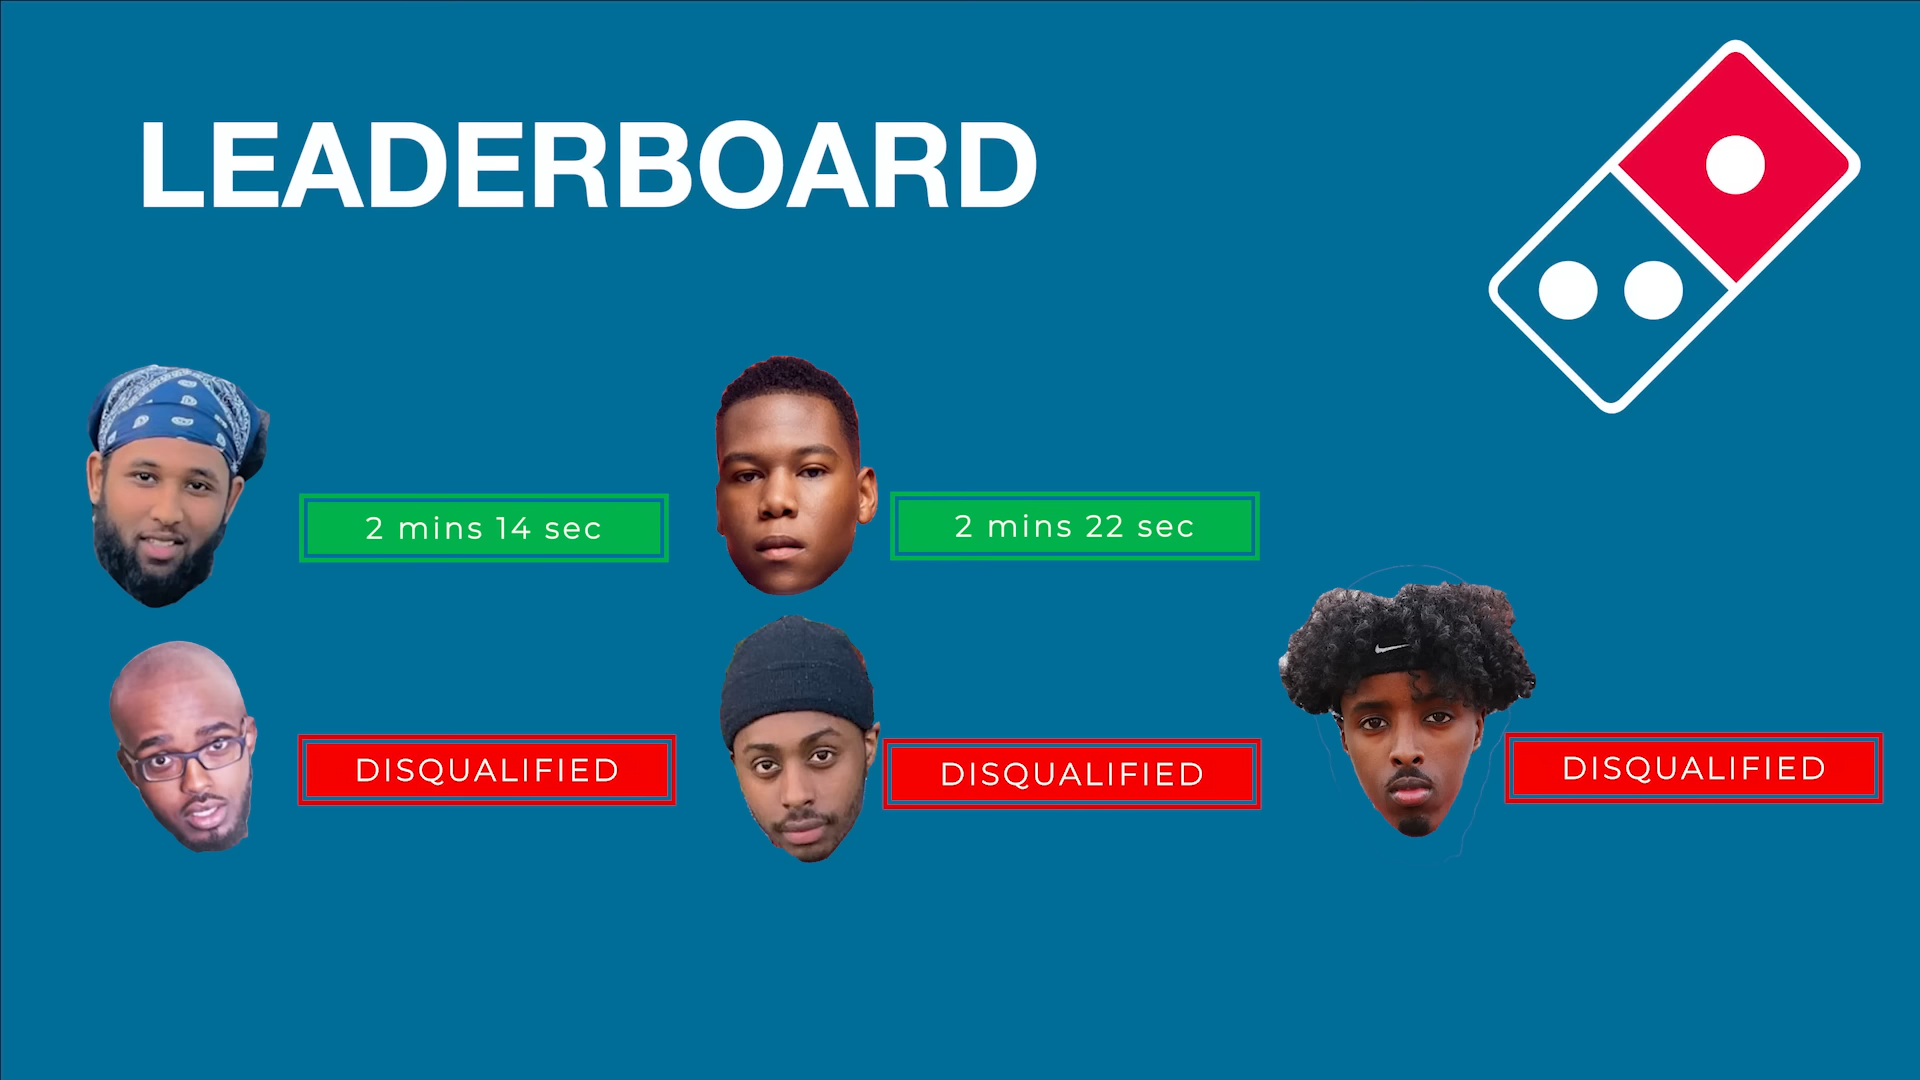 LEADERBOARD
2 mins 14 sec
2 mins 22 sec
DISQUALIFIED
DISQUALIFIED
DISQUALIFIED